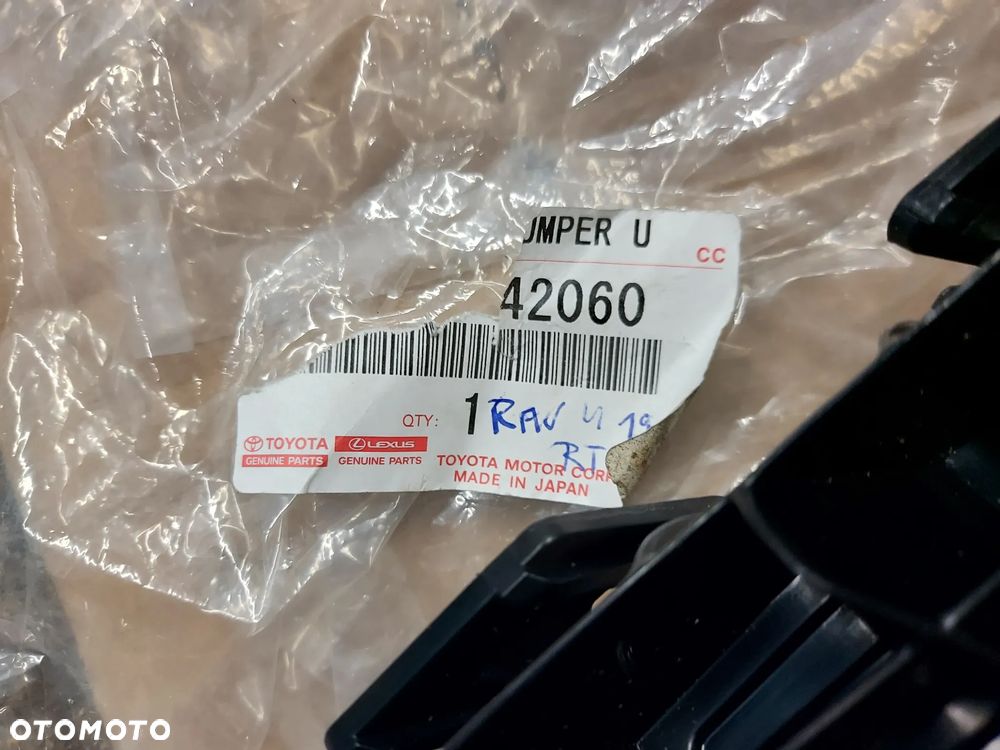 UMPER U
CC
42060
QTY: 1 RAV 4 19
TOYOTA LEXUS RT
GENUINE PARTS GENUINE PARTS TOYOTA MOTOR CORP
MADE IN JAPAN
OTOMOTO